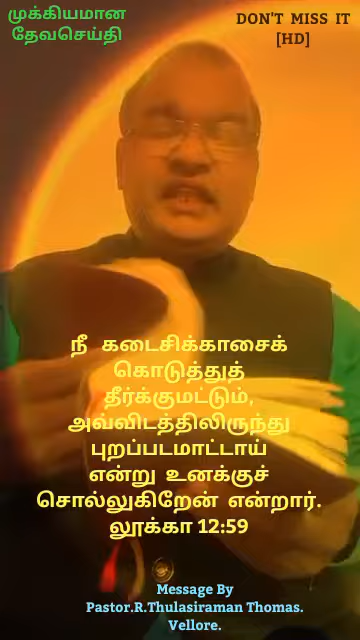 முக்கியமான
தேவசெய்தி
DON'T MISS IT
[HD]
நீ கடைசிக்காசைக்
கொடுத்துத்
தீர்க்குமட்டும்,
அவ்விடத்திலிருந்து
புறப்படமாட்டாய்
என்று உனக்குச்
சொல்லுகிறேன் என்றார்.
லூக்கா 12:59
Message By
Pastor.R.Thulasiraman Thomas.
Vellore.